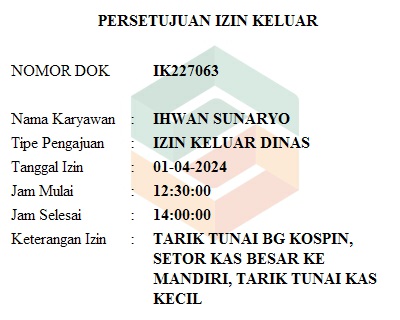 PERSETUJUAN IZIN KELUAR
NOMOR DOK IK227063
Nama Karyawan : IHWAN SUNARYO
Tipe Pengajuan : IZIN KELUAR DINAS
Tanggal Izin : 01-04-2024
Jam Mulai : 12:30:00
Jam Selesai : 14:00:00
Keterangan Izin : TARIK TUNAI BG KOSPIN,
SETOR KAS BESAR KE
MANDIRI, TARIK TUNAI KAS
KECIL